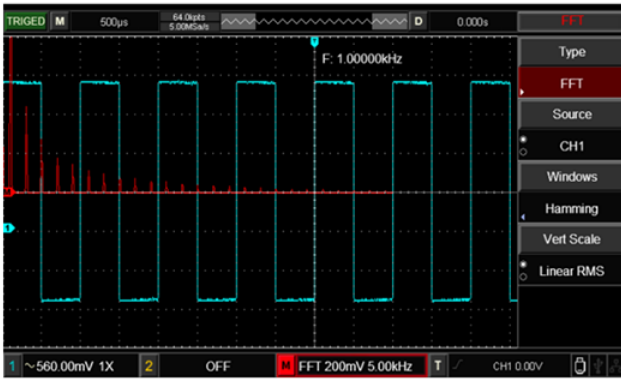 TRIGED M 500µs 64.0kpts D 0.000s FFT
5.00MSa/s
F: 1.00000kHz
Type
FFT
Source
CH1
Windows
Hamming
Vert Scale
Linear RMS
T
M
1
1 ~560.00mV 1X 2 OFF M FFT 200mV 5.00kHz T CH1 0.00V